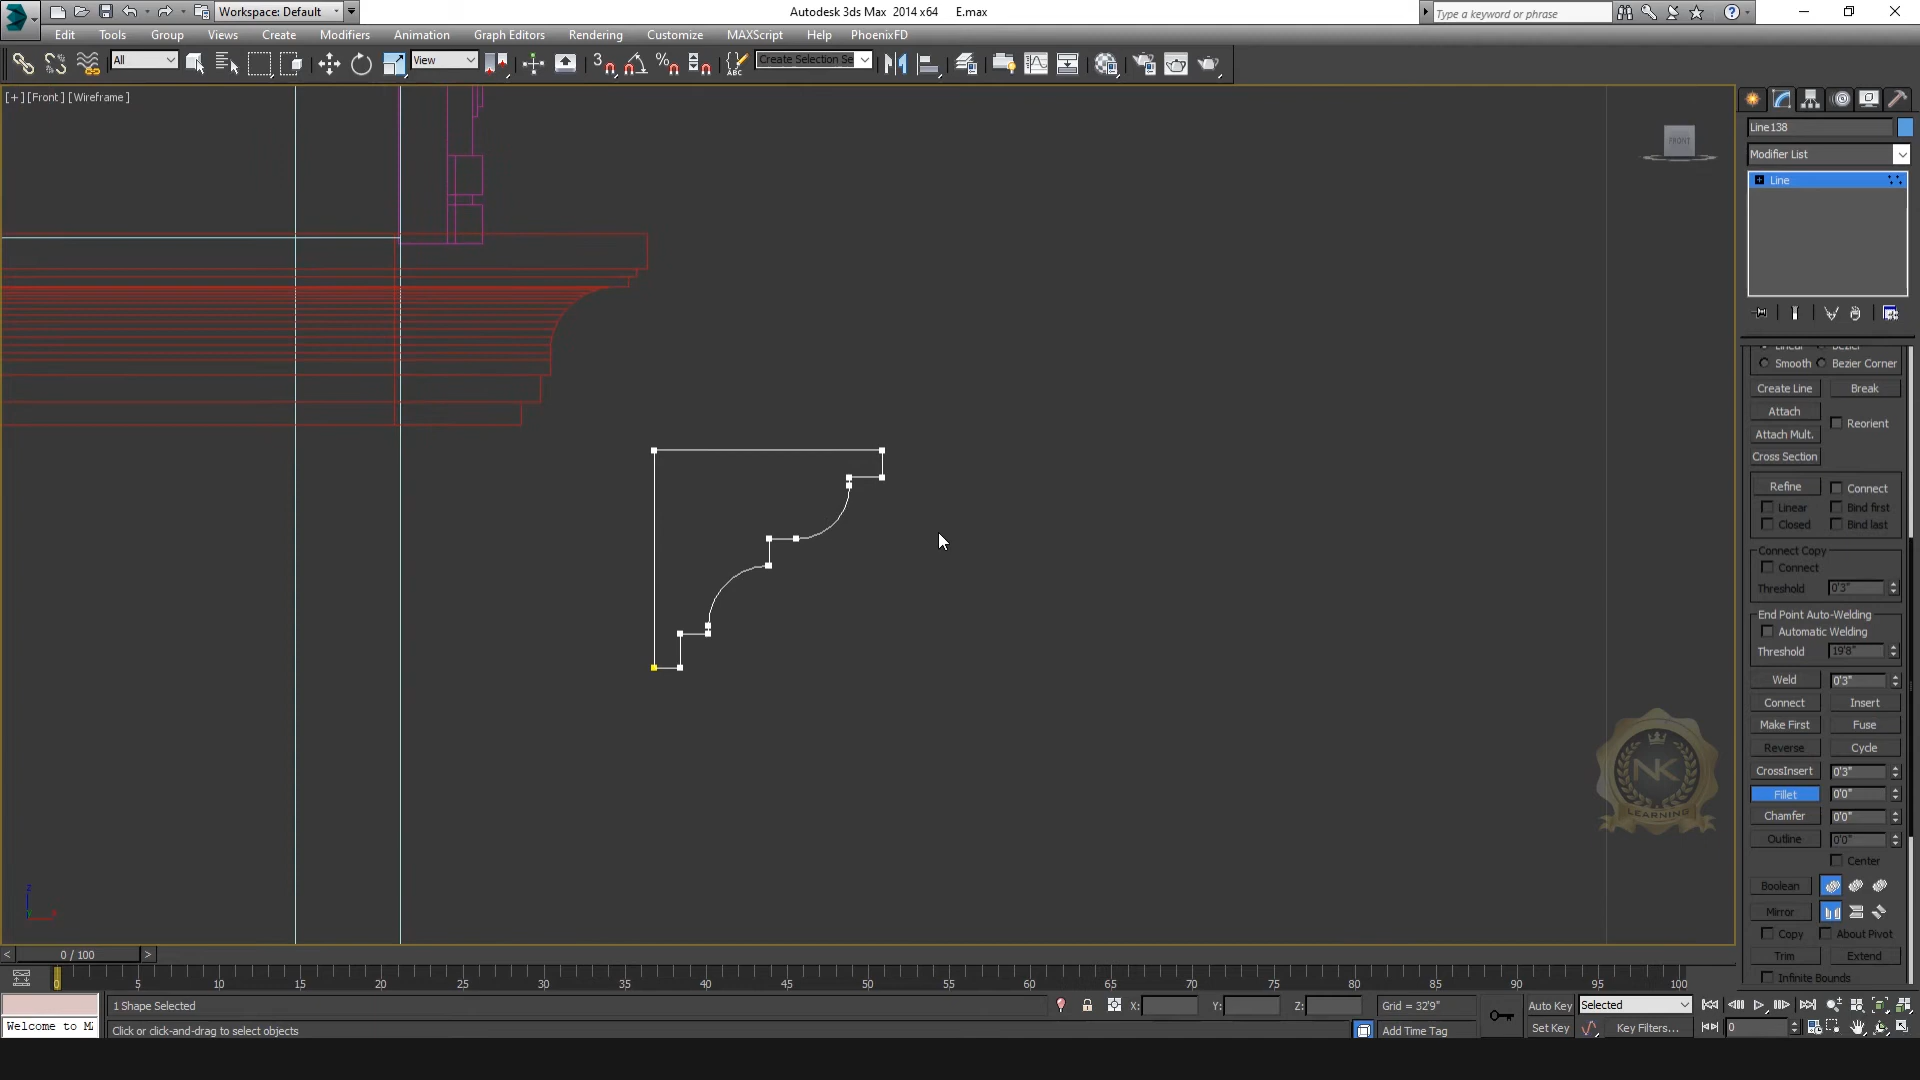 Workspace: Default
Autodesk 3ds Max 2014 x64 E.max
Type a keyword or phrase
Edit Tools Group Views Create Modifiers Animation Graph Editors Rendering Customize MAXScript Help PhoenixFD
All View Create Selection Se
[+] [Front] [Wireframe]
FRONT
Line138
Modifier List
Line
Linear Bezier
Smooth Bezier Corner
Create Line Break
Attach
Reorient
Attach Mult.
Cross Section
Refine Connect
Linear Bind first
Closed Bind last
Connect Copy
Connect
Threshold 0'3"
End Point Auto-Welding
Automatic Welding
Threshold 19'8"
Weld 0'3"
Connect Insert
Make First Fuse
Reverse Cycle
CrossInsert 0'3"
Fillet 0'0"
Chamfer 0'0"
Outline 0'0"
Center
Boolean
Mirror
Copy About Pivot
Trim Extend
Infinite Bounds
NK
LEARNING
z
x
< 0 / 100 >
0 5 10 15 20 25 30 35 40 45 50 55 60 65 70 75 80 85 90 95 100
1 Shape Selected X: Y: Z: Grid = 32'9" Auto Key Selected
Welcome to M Click or click-and-drag to select objects Add Time Tag Set Key Key Filters... 0